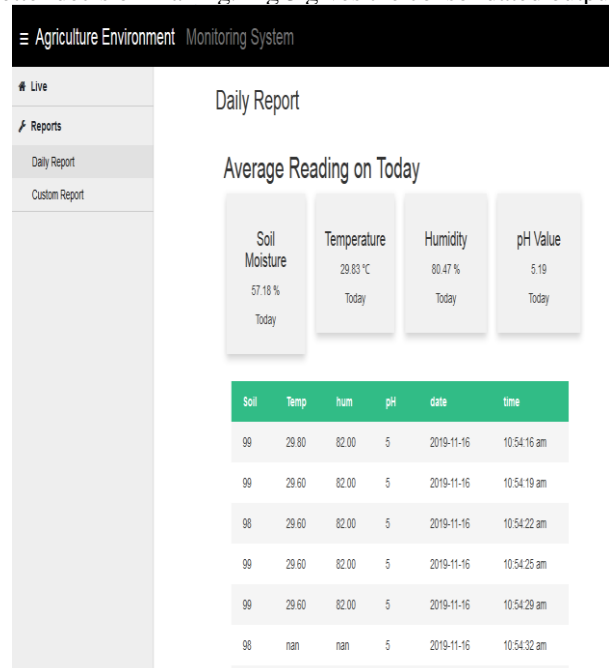 ≡ Agriculture Environment Monitoring System
Live
Reports
Daily Report
Custom Report
Daily Report
Average Reading on Today
Soil
Moisture
57.18 %
Today
Temperature
29.83 °C
Today
Humidity
80.47 %
Today
pH Value
5.19
Today
Soil Temp hum pH date time
99 29.80 82.00 5 2019-11-16 10:54:16 am
99 29.60 82.00 5 2019-11-16 10:54:19 am
98 29.60 82.00 5 2019-11-16 10:54:22 am
99 29.60 82.00 5 2019-11-16 10:54:25 am
99 29.60 82.00 5 2019-11-16 10:54:29 am
98 nan nan 5 2019-11-16 10:54:32 am